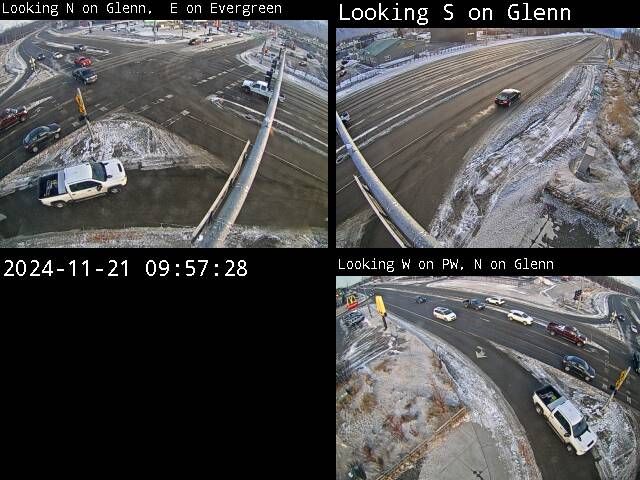 Looking N on Glenn,  E on Evergreen
Looking S on Glenn
2024-11-21 09:57:28
Looking W on PW, N on Glenn